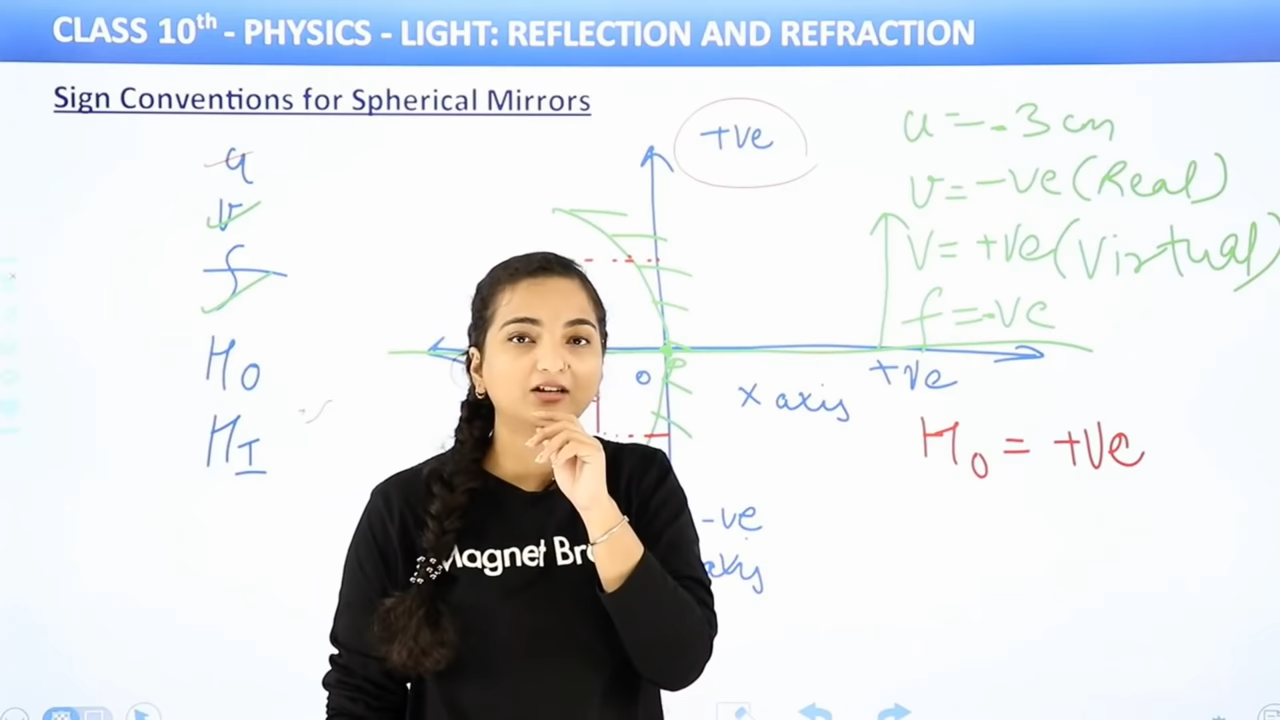 CLASS 10th - PHYSICS - LIGHT: REFLECTION AND REFRACTION
Sign Conventions for Spherical Mirrors
u
v
f
HO
HI
+ve
O
P
X axis
+ve
-ve
axis
u = -3 cm
v = -ve (Real)
V = +ve (Virtual)
f = -ve
HO = +ve
Magnet Br